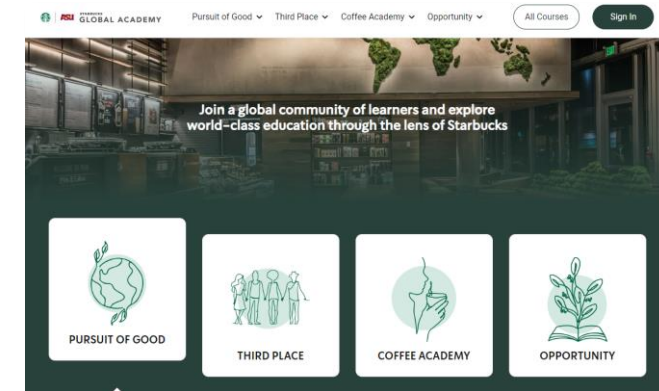 ASU STARBUCKS GLOBAL ACADEMY
Pursuit of Good Third Place Coffee Academy Opportunity All Courses Sign In
Join a global community of learners and explore
world-class education through the lens of Starbucks
PURSUIT OF GOOD
THIRD PLACE
COFFEE ACADEMY
OPPORTUNITY